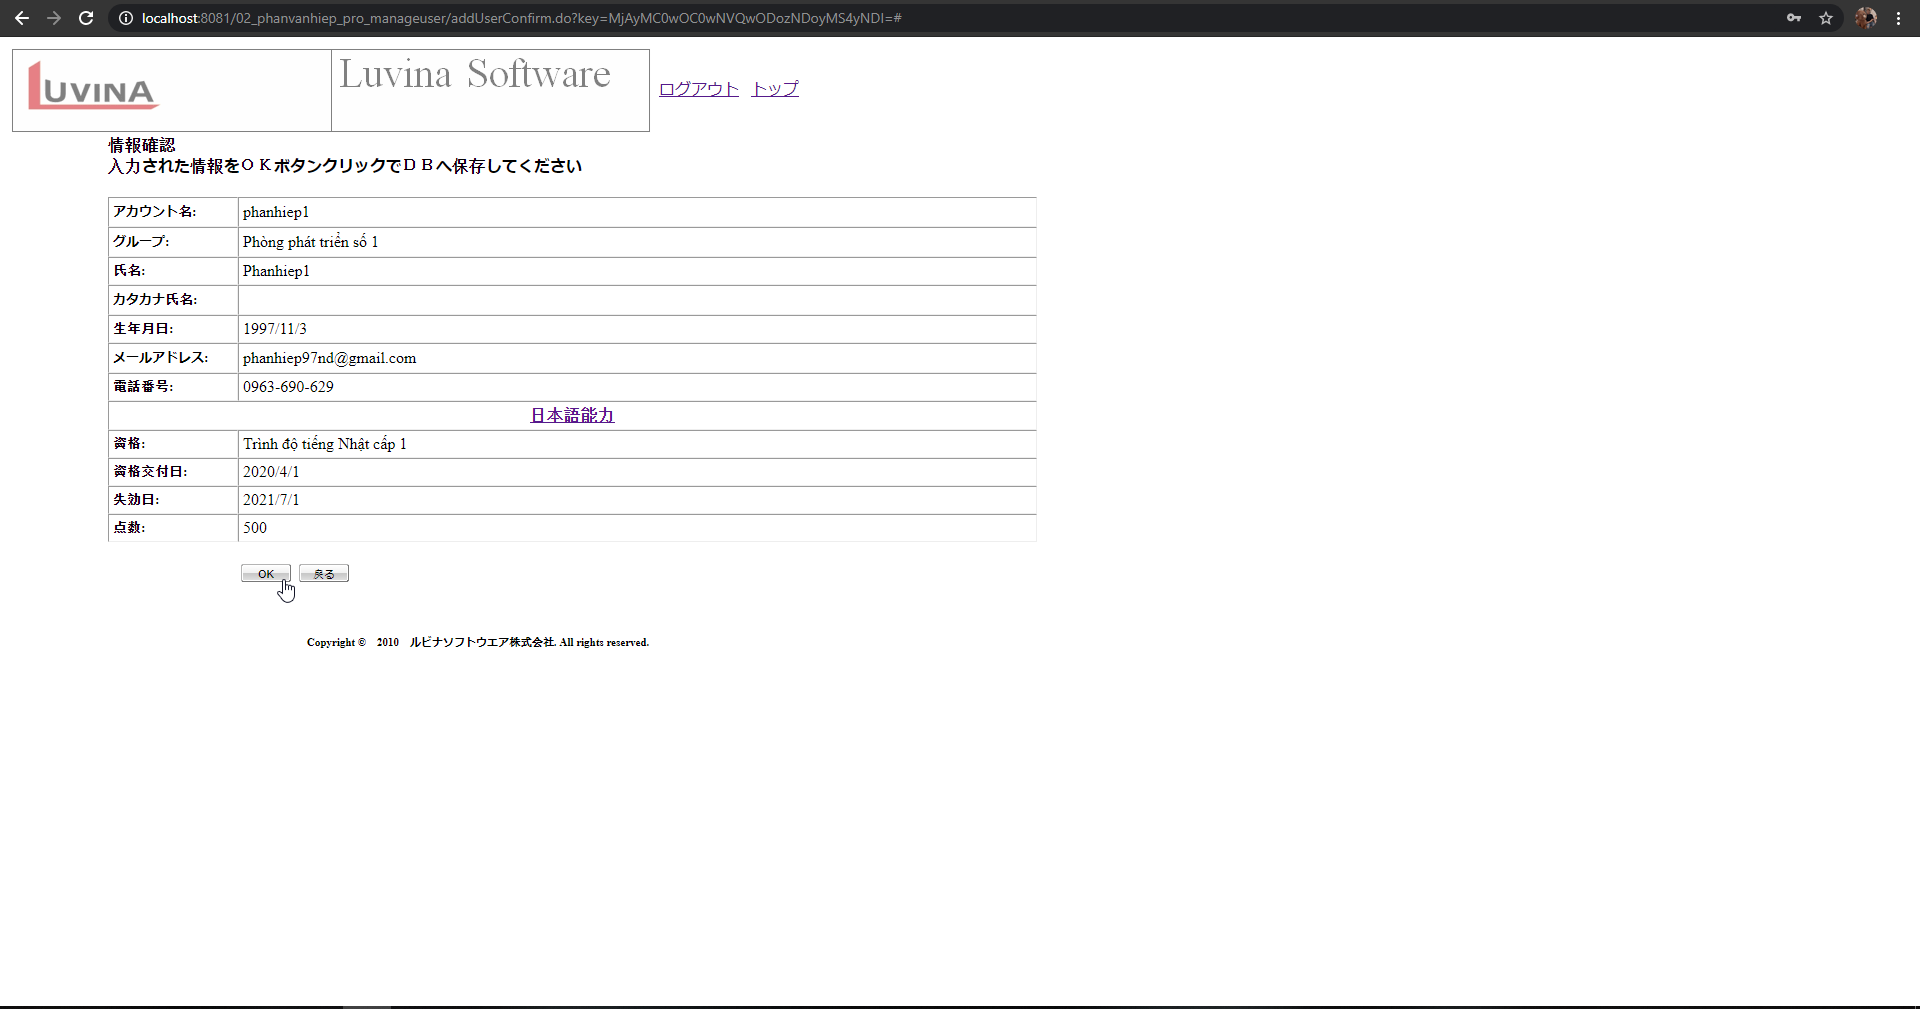 localhost:8081/02_phanvanhiep_pro_manageuser/addUserConfirm.do?key=MjAyMC0wOC0wNVQwODozNDoyMS4yNDI=#
LUVINA
Luvina Software
ログアウト トップ
情報確認
入力された情報をＯＫボタンクリックでＤＢへ保存してください
アカウント名: phanhiep1
グループ: Phòng phát triển số 1
氏名: Phanhiep1
カタカナ氏名:
生年月日: 1997/11/3
メールアドレス: phanhiep97nd@gmail.com
電話番号: 0963-690-629
日本語能力
資格: Trình độ tiếng Nhật cấp 1
資格交付日: 2020/4/1
失効日: 2021/7/1
点数: 500
OK 戻る
Copyright ©　2010　ルビナソフトウエア株式会社. All rights reserved.